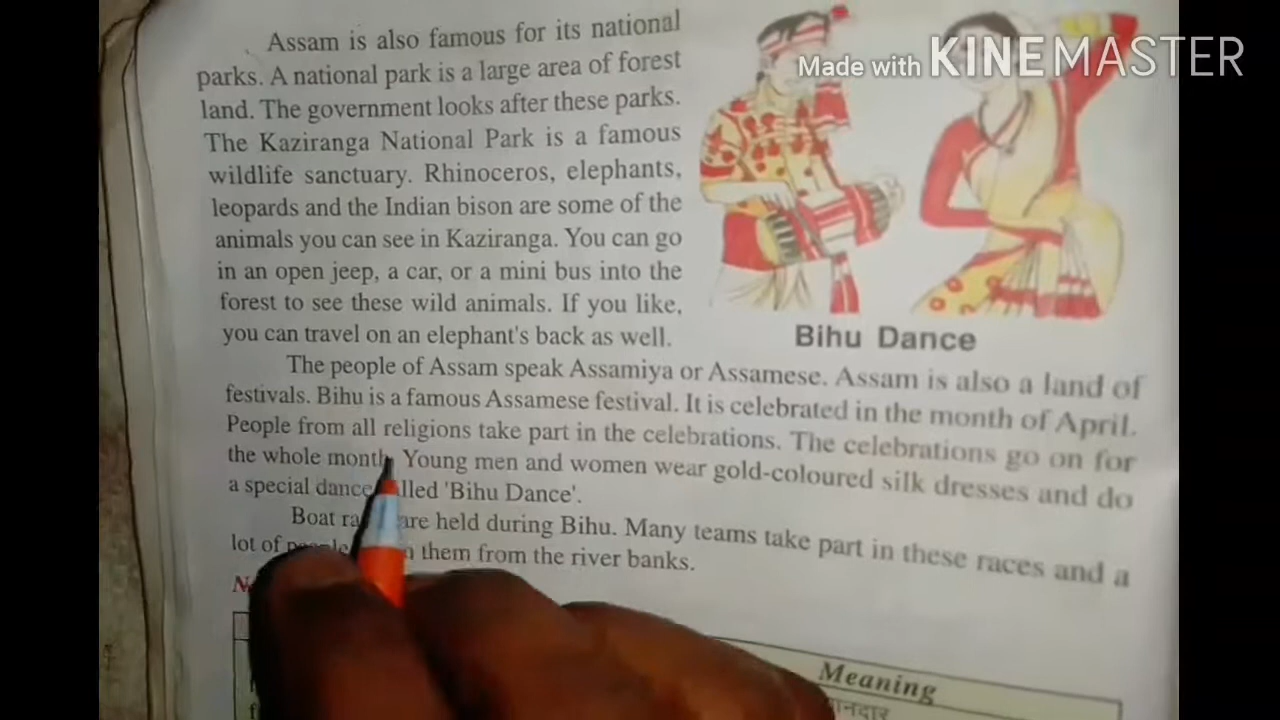 Made with KINEMASTER
Assam is also famous for its national
parks. A national park is a large area of forest
land. The government looks after these parks.
The Kaziranga National Park is a famous
wildlife sanctuary. Rhinoceros, elephants,
leopards and the Indian bison are some of the
animals you can see in Kaziranga. You can go
in an open jeep, a car, or a mini bus into the
forest to see these wild animals. If you like,
you can travel on an elephant's back as well.
Bihu Dance
The people of Assam speak Assamiya or Assamese. Assam is also a land of
festivals. Bihu is a famous Assamese festival. It is celebrated in the month of April.
People from all religions take part in the celebrations. The celebrations go on for
the whole month. Young men and women wear gold-coloured silk dresses and do
a special dance called 'Bihu Dance'.
Boat are held during Bihu. Many teams take part in these races and a
lot of them from the river banks.
Meaning